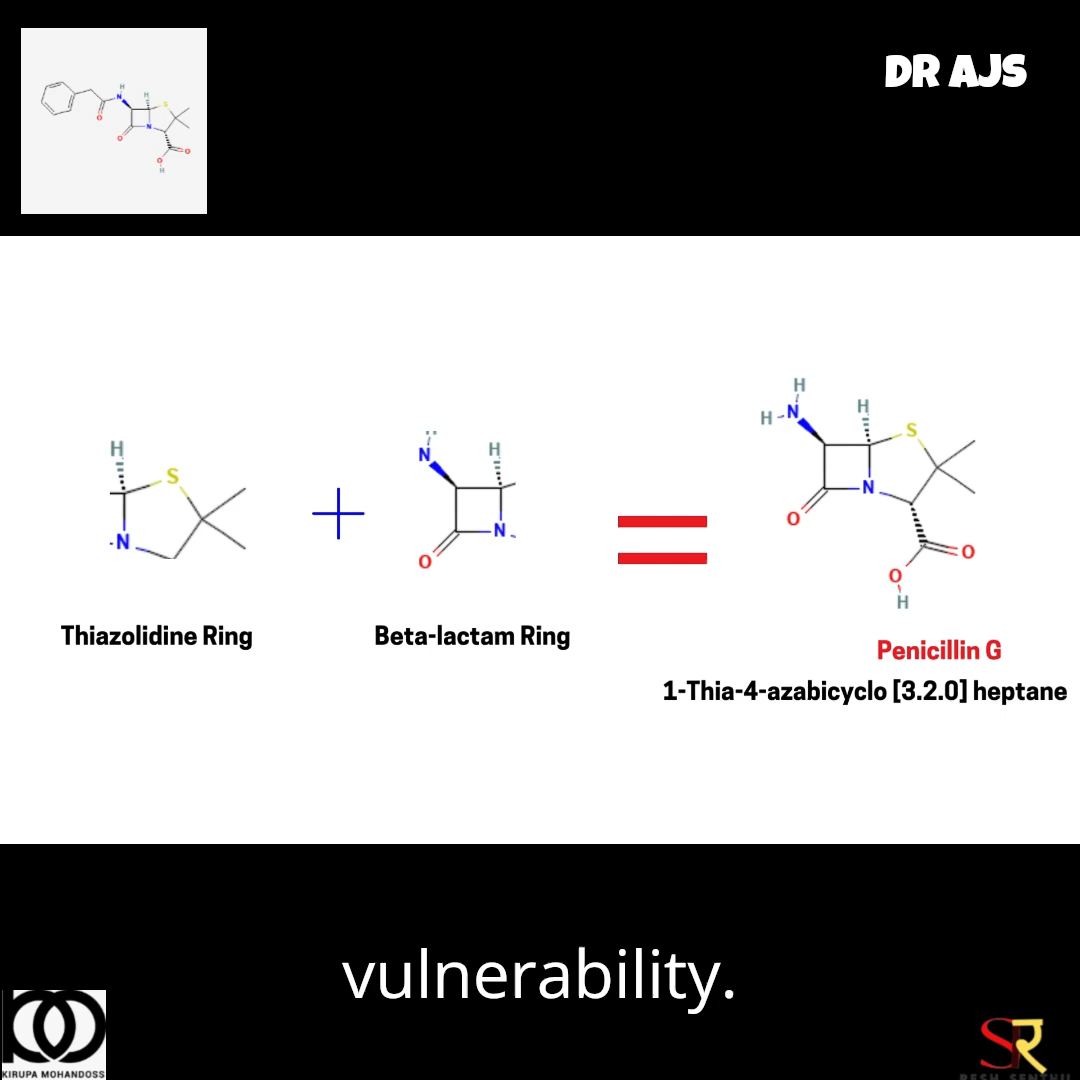 DR AJS
H
N
H
S
O
N
O
O
H
H
S
N
Thiazolidine Ring
+
N
H
O
N
Beta-lactam Ring
=
H
H
N
H
S
N
O
O
O
H
Penicillin G
1-Thia-4-azabicyclo [3.2.0] heptane
vulnerability.
KIRUPA MOHANDOSS